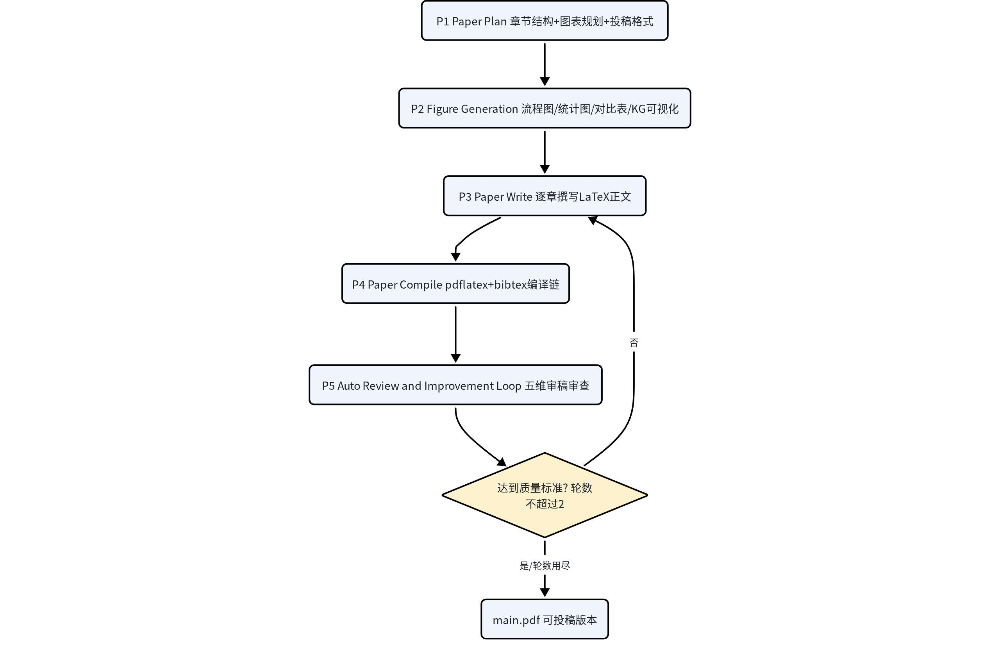 P1 Paper Plan 章节结构+图表规划+投稿格式
P2 Figure Generation 流程图/统计图/对比表/KG可视化
P3 Paper Write 逐章撰写LaTeX正文
P4 Paper Compile pdflatex+bibtex编译链
否
P5 Auto Review and Improvement Loop 五维审稿审查
达到质量标准? 轮数
不超过2
是/轮数用尽
main.pdf 可投稿版本